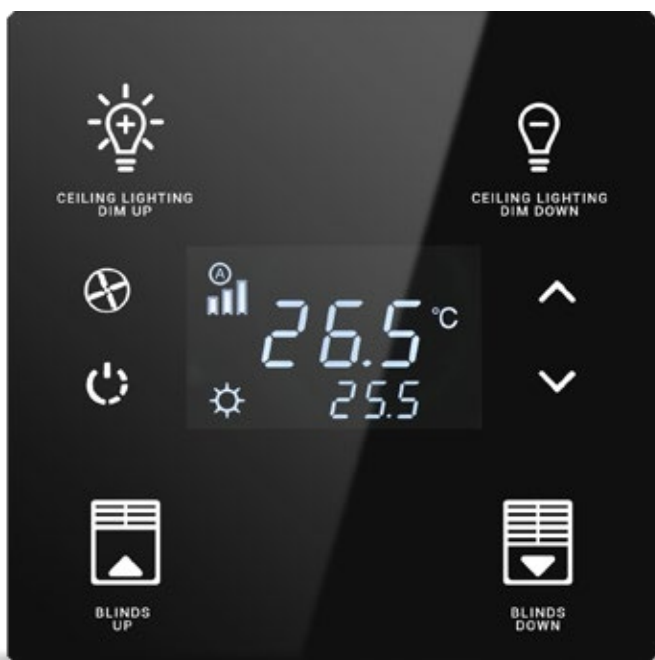 CEILING LIGHTING
DIM UP
CEILING LIGHTING
DIM DOWN
A
26.5 °C
25.5
BLINDS
UP
BLINDS
DOWN